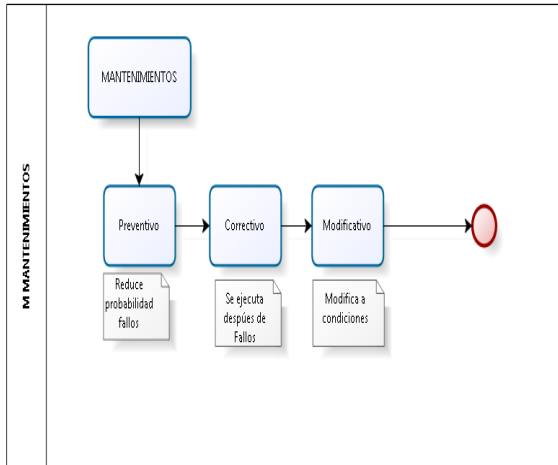 M MANTENIMIENTOS
MANTENIMIENTOS
Preventivo
Correctivo
Modificativo
Reduce
probabilidad
fallos
Se ejecuta
despúes de
Fallos
Modifica a
condiciones